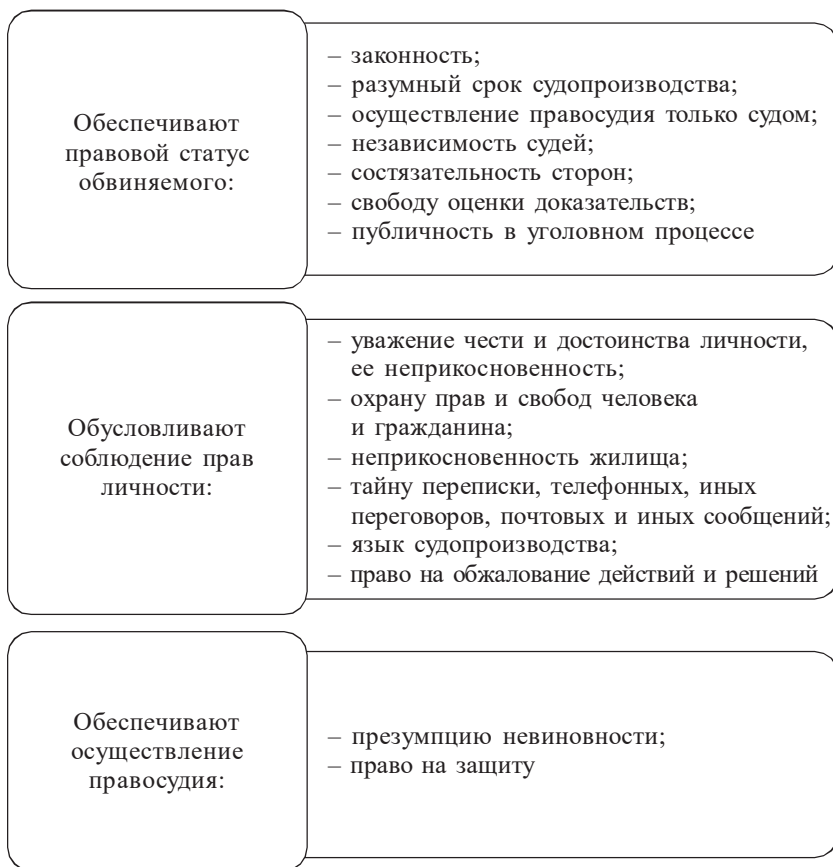 Обеспечивают
правовой статус
обвиняемого:
– законность;
– разумный срок судопроизводства;
– осуществление правосудия только судом;
– независимость судей;
– состязательность сторон;
– свободу оценки доказательств;
– публичность в уголовном процессе
Обусловливают
соблюдение прав
личности:
– уважение чести и достоинства личности,
ее неприкосновенность;
– охрану прав и свобод человека
и гражданина;
– неприкосновенность жилища;
– тайну переписки, телефонных, иных
переговоров, почтовых и иных сообщений;
– язык судопроизводства;
– право на обжалование действий и решений
Обеспечивают
осуществление
правосудия:
– презумпцию невиновности;
– право на защиту